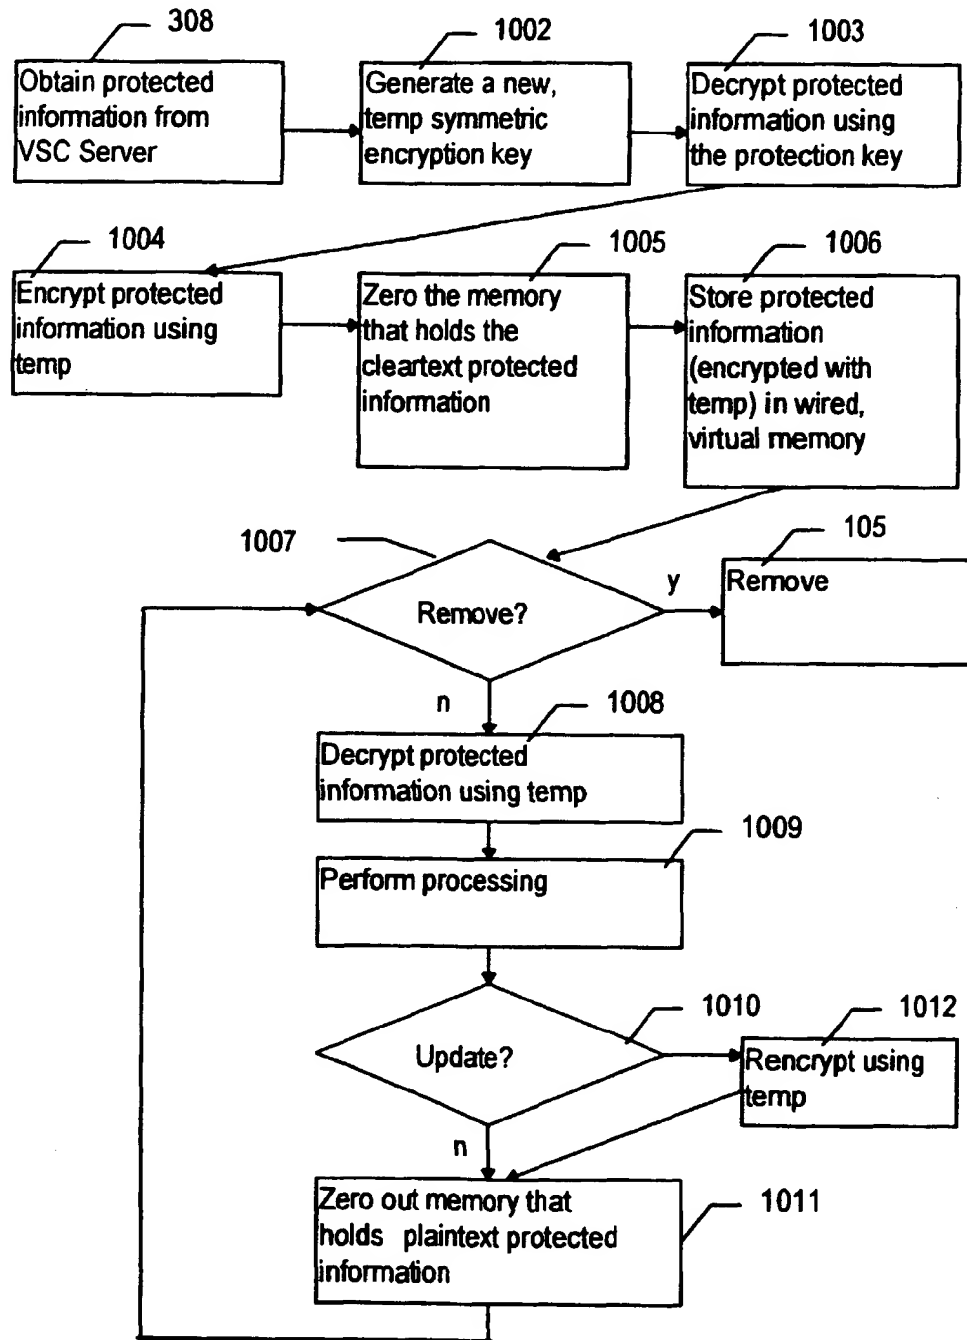 308
Obtain protected
information from
VSC Server
1002
Generate a new,
temp symmetric
encryption key
1003
Decrypt protected
information using
the protection key
1004
Encrypt protected
information using
temp
1005
Zero the memory
that holds the
cleartext protected
information
1006
Store protected
information
(encrypted with
temp) in wired,
virtual memory
1007
Remove?
y
105
Remove
n
1008
Decrypt protected
information using temp
1009
Perform processing
1010
Update?
1012
Rencrypt using
temp
n
Zero out memory that
holds plaintext protected
information
1011